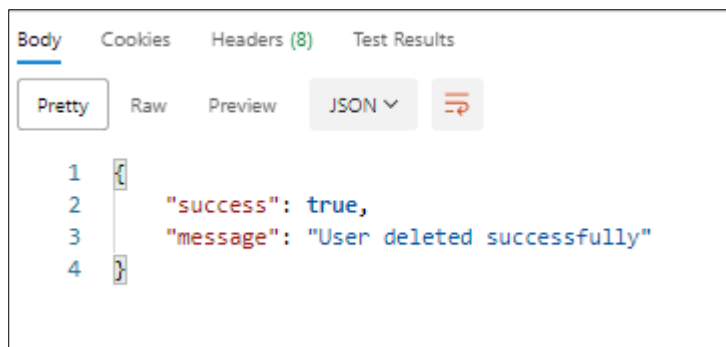 Body Cookies Headers (8) Test Results
Pretty Raw Preview JSON
1 {
2 "success": true,
3 "message": "User deleted successfully"
4 }